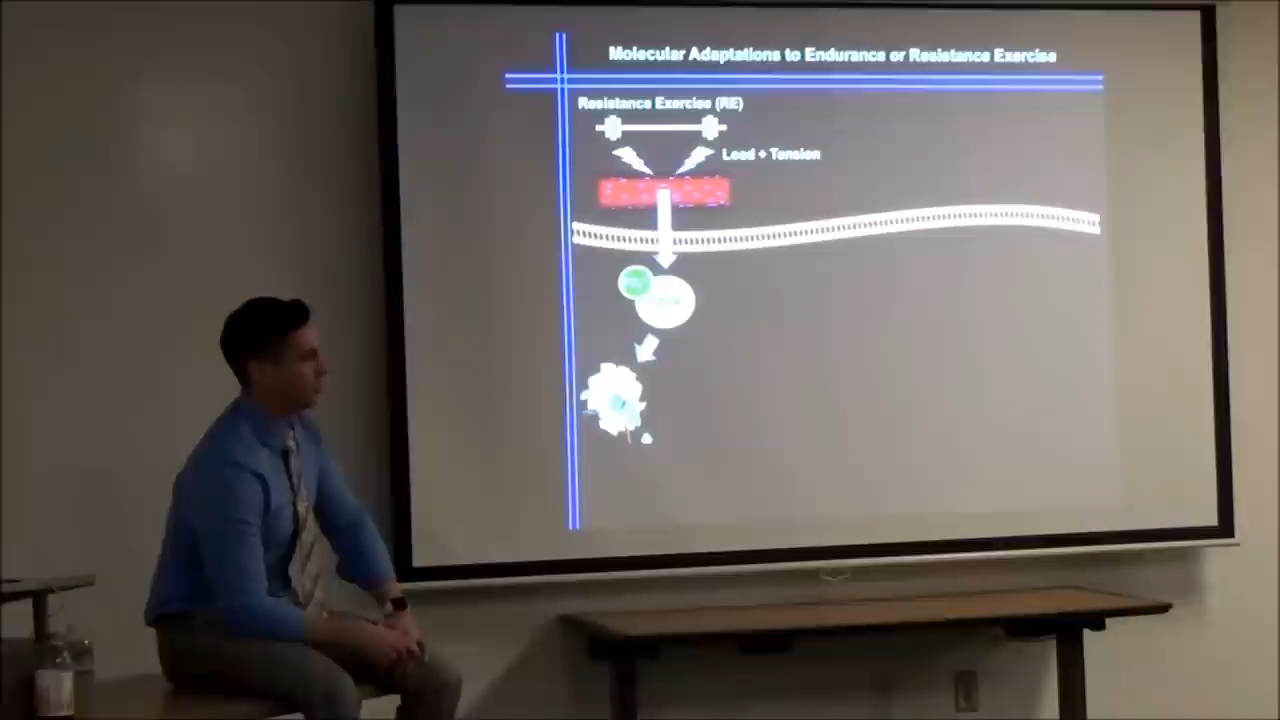 Molecular Adaptations to Endurance or Resistance Exercise
Resistance Exercise (RE)
Load + Tension